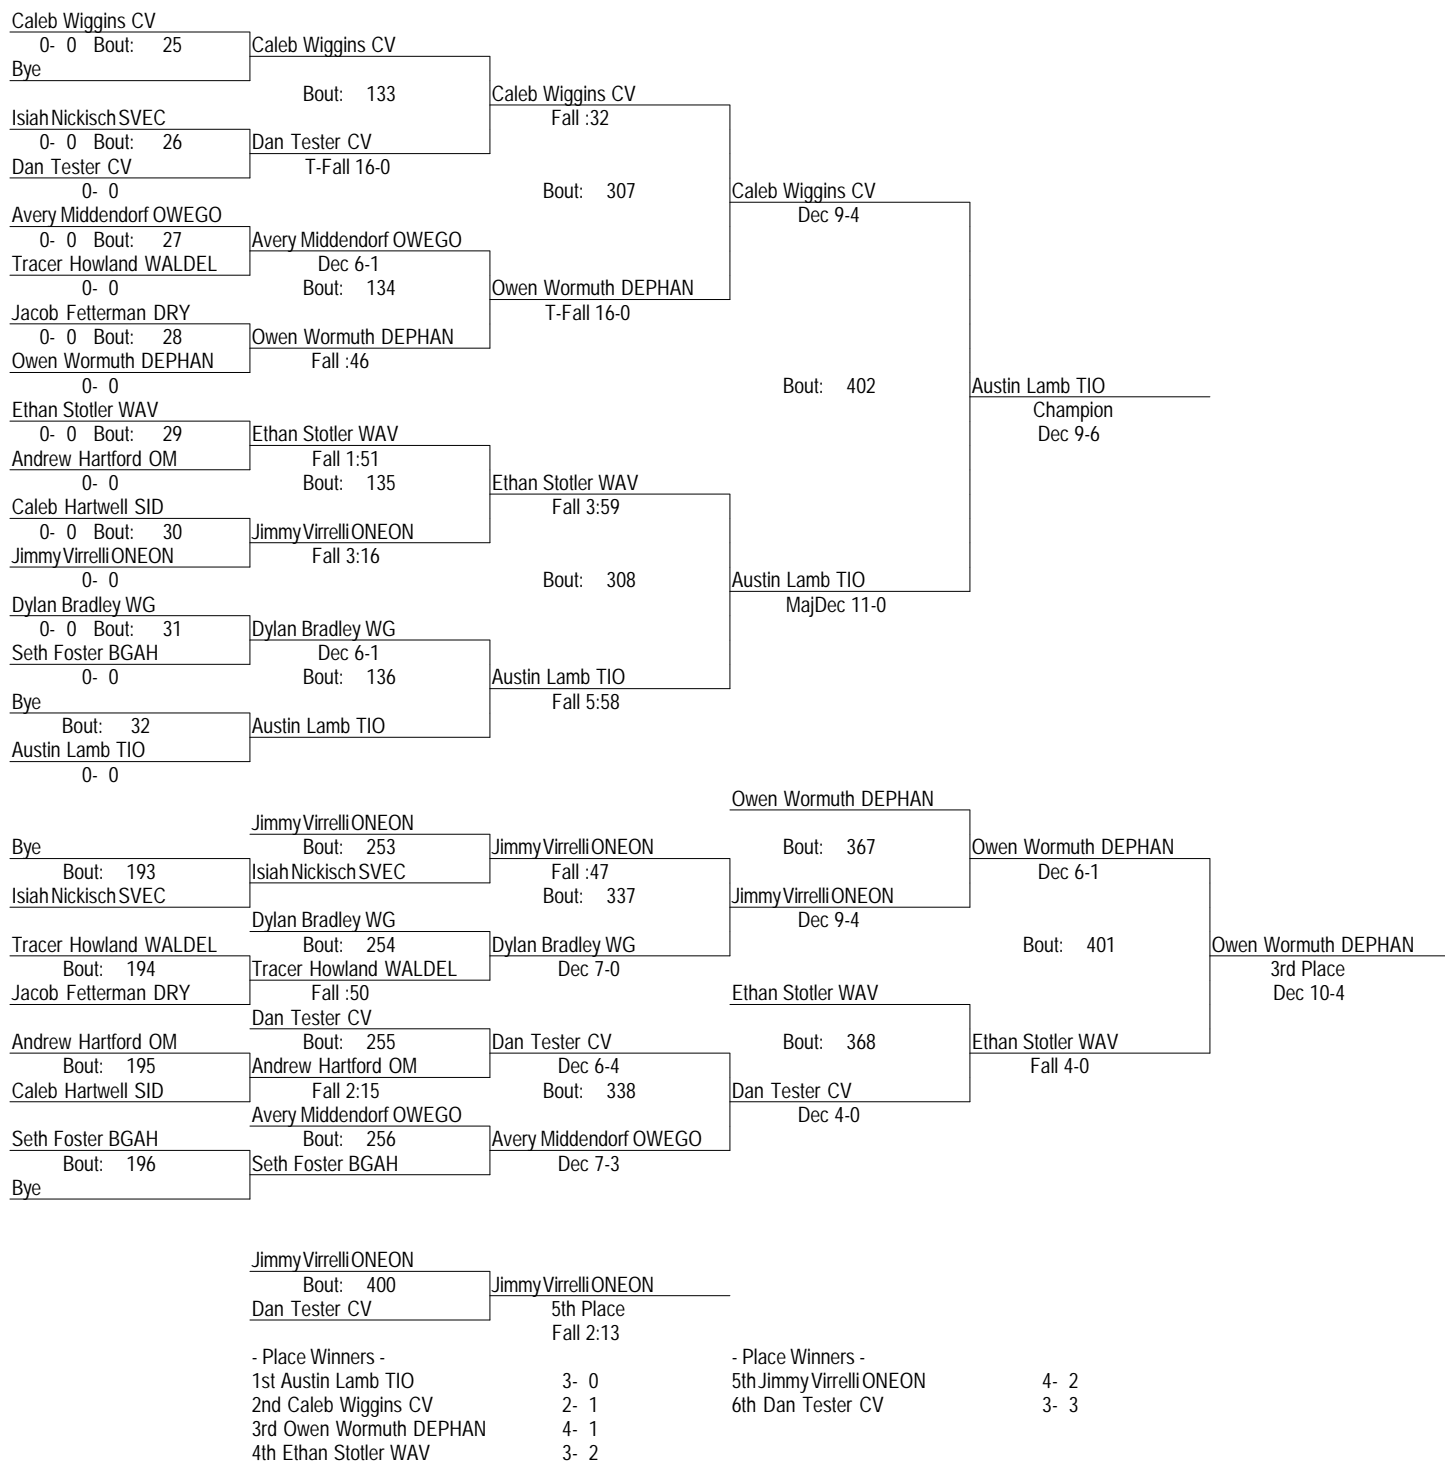 Caleb Wiggins CV
0- 0 Bout: 25 Caleb Wiggins CV
Bye
Bout: 133 Caleb Wiggins CV
Isiah Nickisch SVEC Fall :32
0- 0 Bout: 26 Dan Tester CV
Dan Tester CV T-Fall 16-0
0- 0 Bout: 307 Caleb Wiggins CV
Avery Middendorf OWEGO Dec 9-4
0- 0 Bout: 27 Avery Middendorf OWEGO
Tracer Howland WALDEL Dec 6-1
0- 0 Bout: 134 Owen Wormuth DEPHAN
Jacob Fetterman DRY T-Fall 16-0
0- 0 Bout: 28 Owen Wormuth DEPHAN
Owen Wormuth DEPHAN Fall :46
0- 0 Bout: 402 Austin Lamb TIO
Ethan Stotler WAV Champion
0- 0 Bout: 29 Ethan Stotler WAV Dec 9-6
Andrew Hartford OM Fall 1:51
0- 0 Bout: 135 Ethan Stotler WAV
Caleb Hartwell SID Fall 3:59
0- 0 Bout: 30 Jimmy Virrelli ONEON
Jimmy Virrelli ONEON Fall 3:16
0- 0 Bout: 308 Austin Lamb TIO
Dylan Bradley WG MajDec 11-0
0- 0 Bout: 31 Dylan Bradley WG
Seth Foster BGAH Dec 6-1
0- 0 Bout: 136 Austin Lamb TIO
Bye Fall 5:58
Bout: 32 Austin Lamb TIO
Austin Lamb TIO
0- 0
Owen Wormuth DEPHAN
Jimmy Virrelli ONEON
Bye Bout: 253 Jimmy Virrelli ONEON Bout: 367 Owen Wormuth DEPHAN
Bout: 193 Isiah Nickisch SVEC Fall :47 Dec 6-1
Isiah Nickisch SVEC Bout: 337 Jimmy Virrelli ONEON
Dylan Bradley WG Dec 9-4
Tracer Howland WALDEL Bout: 254 Dylan Bradley WG Bout: 401 Owen Wormuth DEPHAN
Bout: 194 Tracer Howland WALDEL Dec 7-0 3rd Place
Jacob Fetterman DRY Fall :50 Ethan Stotler WAV Dec 10-4
Dan Tester CV
Andrew Hartford OM Bout: 255 Dan Tester CV Bout: 368 Ethan Stotler WAV
Bout: 195 Andrew Hartford OM Dec 6-4 Fall 4-0
Caleb Hartwell SID Fall 2:15 Bout: 338 Dan Tester CV
Avery Middendorf OWEGO Dec 4-0
Seth Foster BGAH Bout: 256 Avery Middendorf OWEGO
Bout: 196 Seth Foster BGAH Dec 7-3
Bye
Jimmy Virrelli ONEON
Bout: 400 Jimmy Virrelli ONEON
Dan Tester CV 5th Place
Fall 2:13
- Place Winners - - Place Winners -
1st Austin Lamb TIO 3- 0 5th Jimmy Virrelli ONEON 4- 2
2nd Caleb Wiggins CV 2- 1 6th Dan Tester CV 3- 3
3rd Owen Wormuth DEPHAN 4- 1
4th Ethan Stotler WAV 3- 2